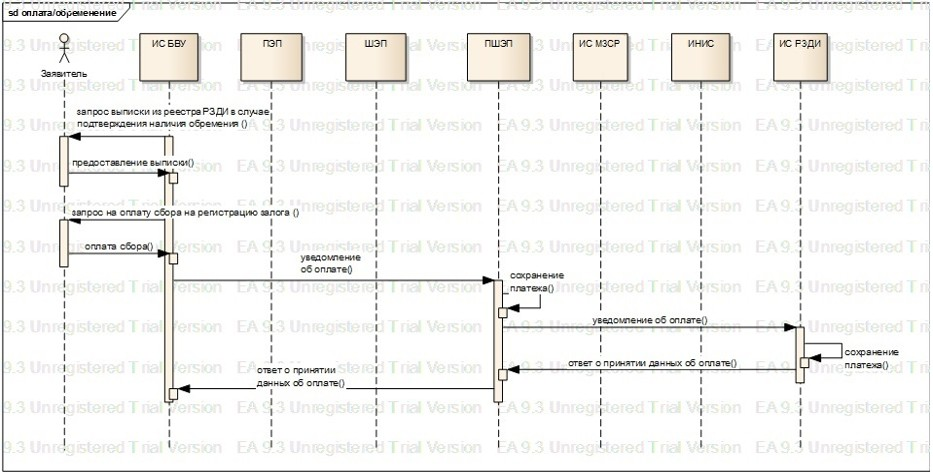 sd оплата/обременение
ИС БВУ
ПЭП
ШЭП
ПШЭП
ИС МЗСР
ИНИС
ИС РЗДИ
Заявитель
запрос выписки из реестра РЗДИ в случае
подтверждения наличия обремения ()
предоставление выписки()
запрос на оплату сбора на регистрацию залога ()
оплата сбора()
уведомление
об оплате()
сохранение
платежа()
уведомление об оплате()
сохранение
платежа()
ответ о принятии данных об оплате()
ответ о принятии
данных об оплате()
EA 9.3 Unregistered Trial Version